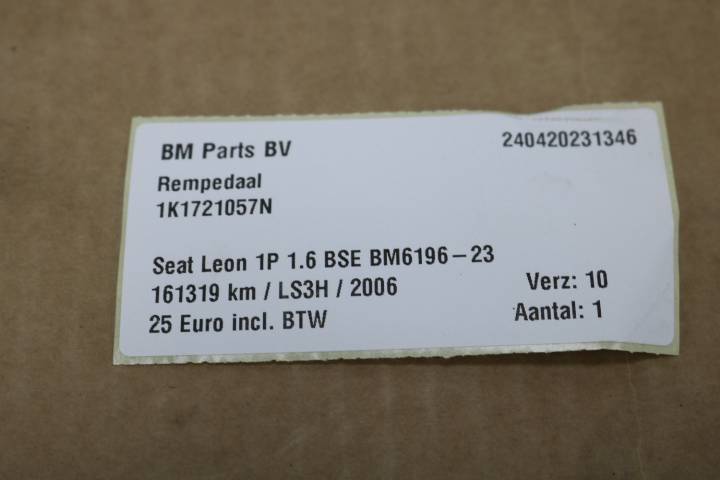 BM Parts BV 240420231346
Rempedaal
1K1721057N
Seat Leon 1P 1.6 BSE BM6196-23
161319 km / LS3H / 2006 Verz: 10
25 Euro incl. BTW Aantal: 1